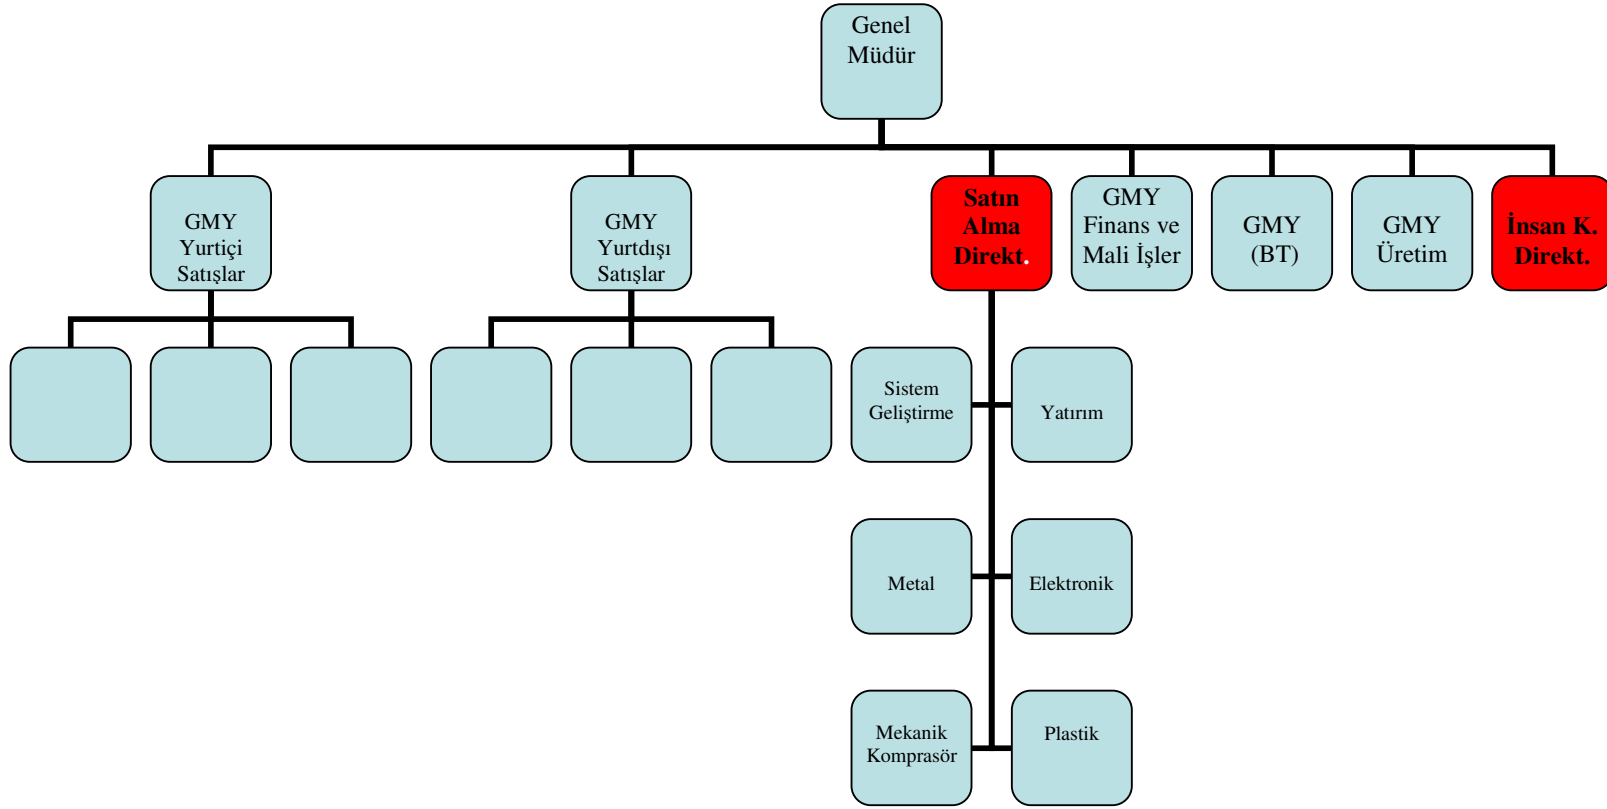 Genel
Müdür
GMY
Yurtiçi
Satışlar
GMY
Yurtdışı
Satışlar
Satın
Alma
Direkt.
GMY
Finans ve
Mali İşler
GMY
(BT)
GMY
Üretim
İnsan K.
Direkt.
Sistem
Geliştirme
Yatırım
Metal
Elektronik
Mekanik
Komprasör
Plastik